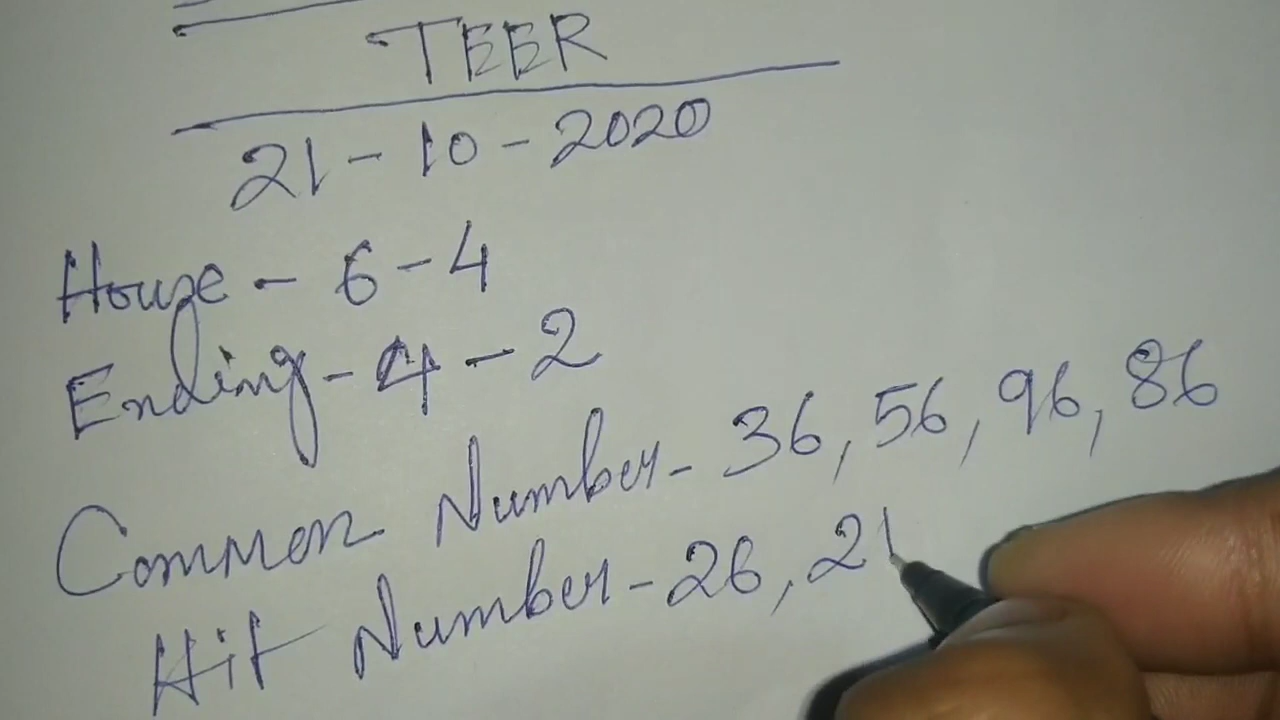 TEER
21-10-2020
House - 6-4
Ending - 4-2
Common Number - 36, 56, 96, 86
Hit Number - 26, 21